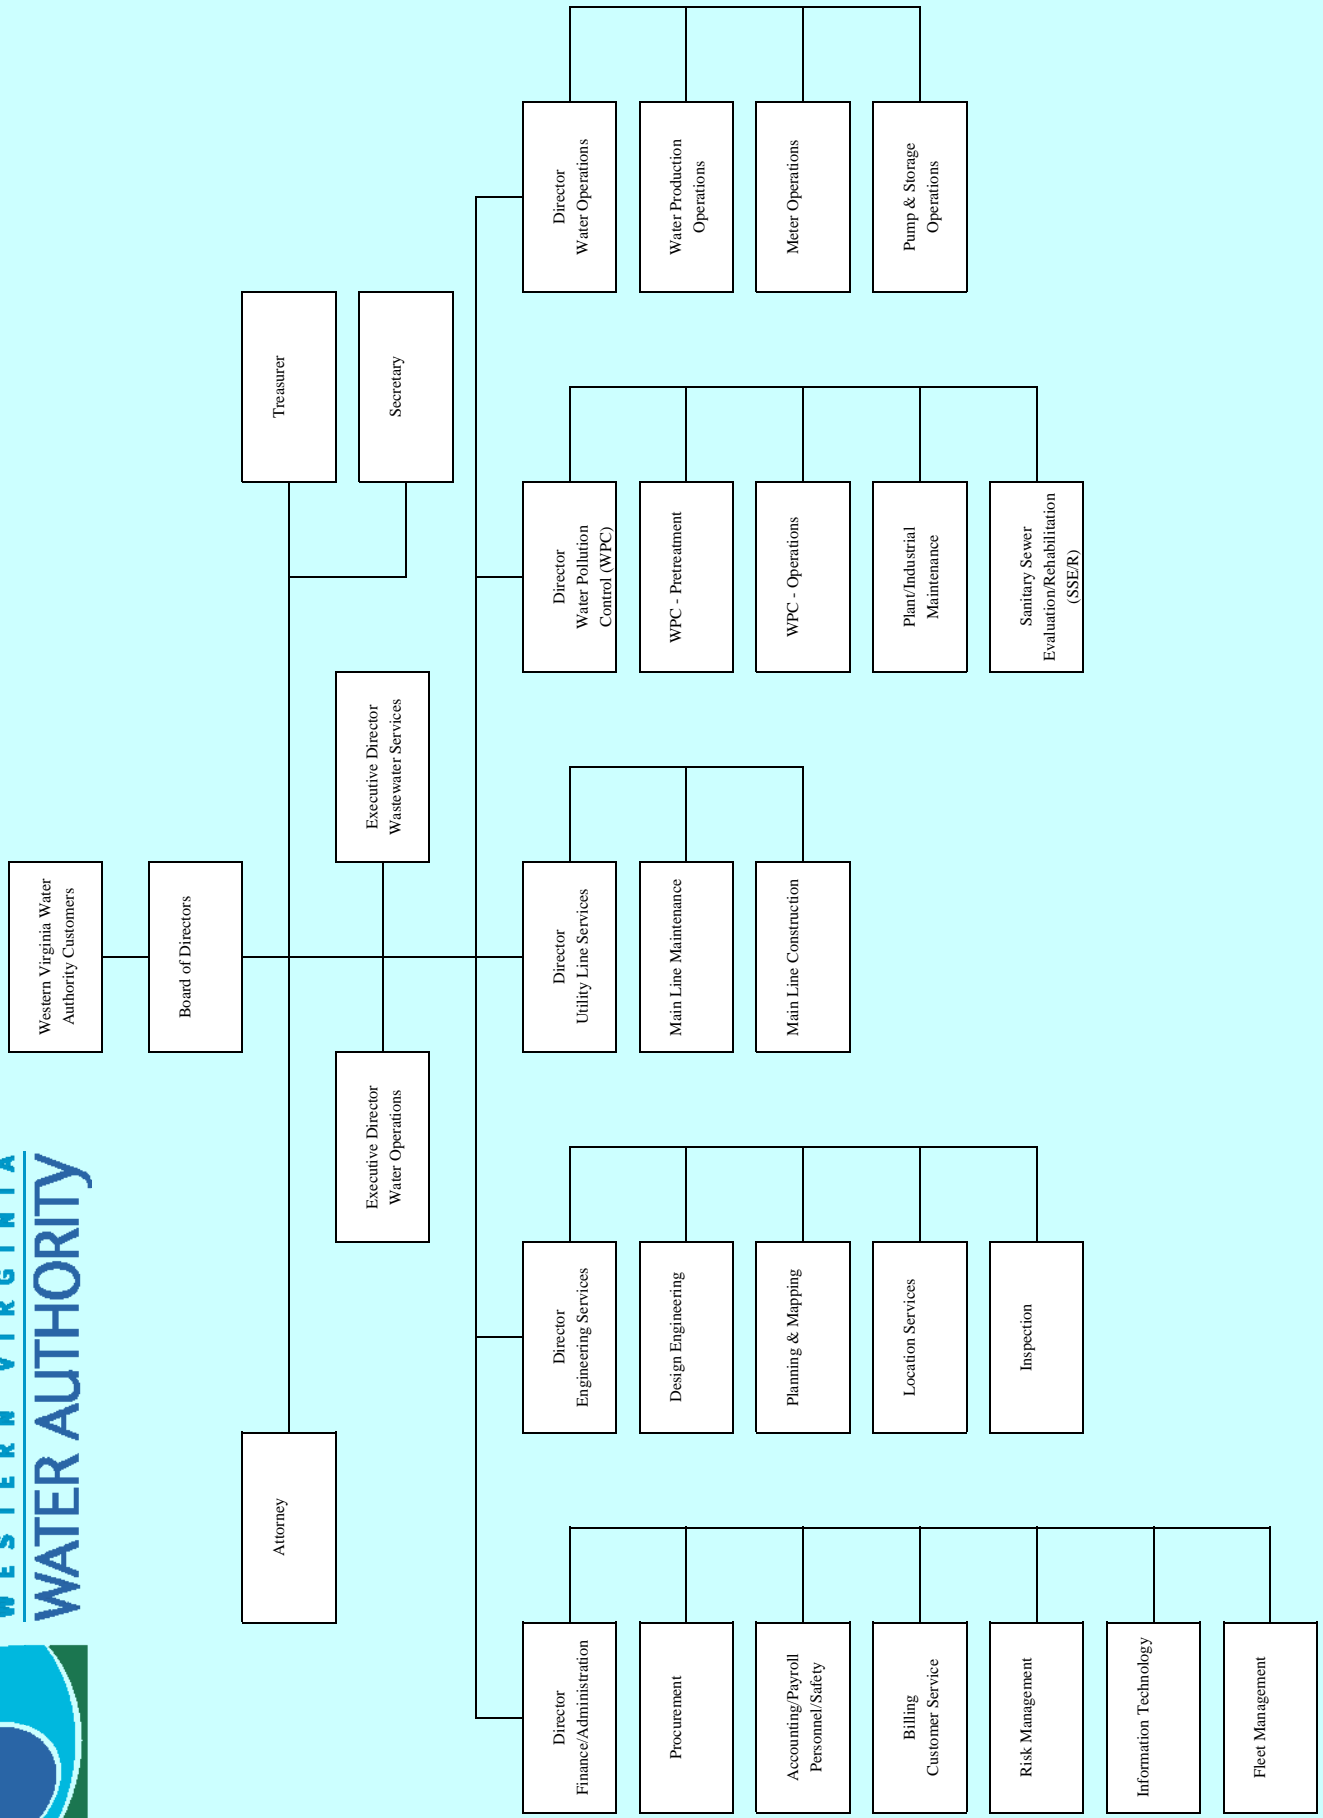 WESTERN VIRGINIA
WATER AUTHORITY
Western Virginia Water
Authority Customers
Board of Directors
Attorney
Treasurer
Secretary
Executive Director
Water Operations
Executive Director
Wastewater Services
Director
Finance/Administration
Procurement
Accounting/Payroll
Personnel/Safety
Billing
Customer Service
Risk Management
Information Technology
Fleet Management
Director
Engineering Services
Design Engineering
Planning & Mapping
Location Services
Inspection
Director
Utility Line Services
Main Line Maintenance
Main Line Construction
Director
Water Pollution
Control (WPC)
WPC - Pretreatment
WPC - Operations
Plant/Industrial
Maintenance
Sanitary Sewer
Evaluation/Rehabilitation
(SSE/R)
Director
Water Operations
Water Production
Operations
Meter Operations
Pump & Storage
Operations